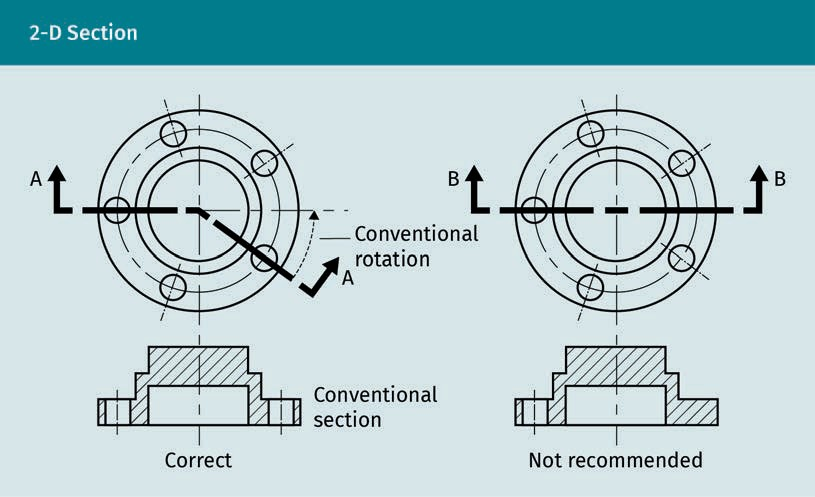 2-D Section
A
Conventional
rotation
A
B
B
Conventional
section
Correct
Not recommended